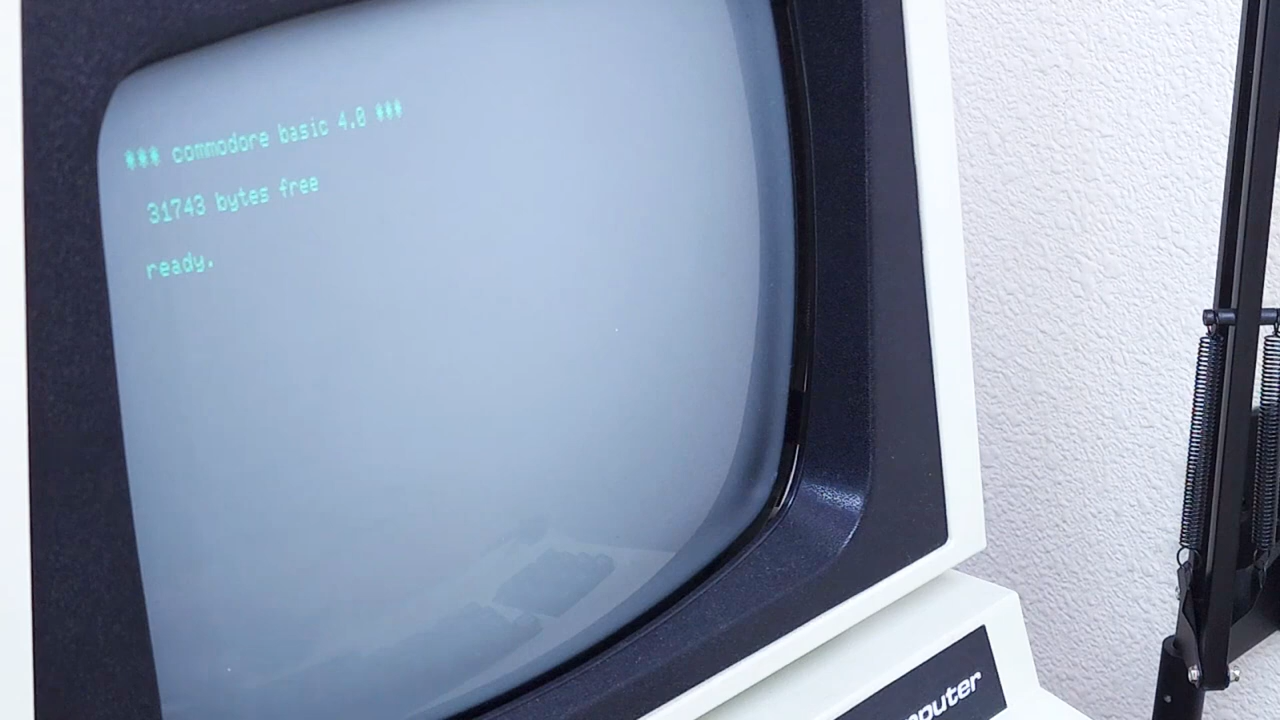 *** commodore basic 4.0 ***
31743 bytes free
ready.